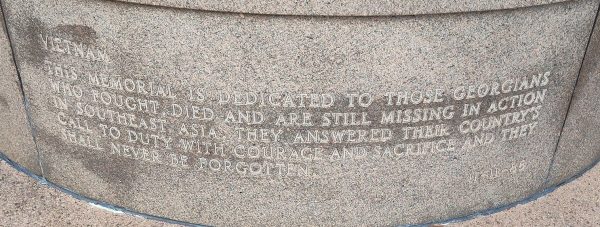 VIETNAM
THIS MEMORIAL IS DEDICATED TO THOSE GEORGIANS
WHO FOUGHT, DIED AND ARE STILL MISSING IN ACTION
IN SOUTHEAST ASIA. THEY ANSWERED THEIR COUNTRY'S
CALL TO DUTY WITH COURAGE AND SACRIFICE AND THEY
SHALL NEVER BE FORGOTTEN.